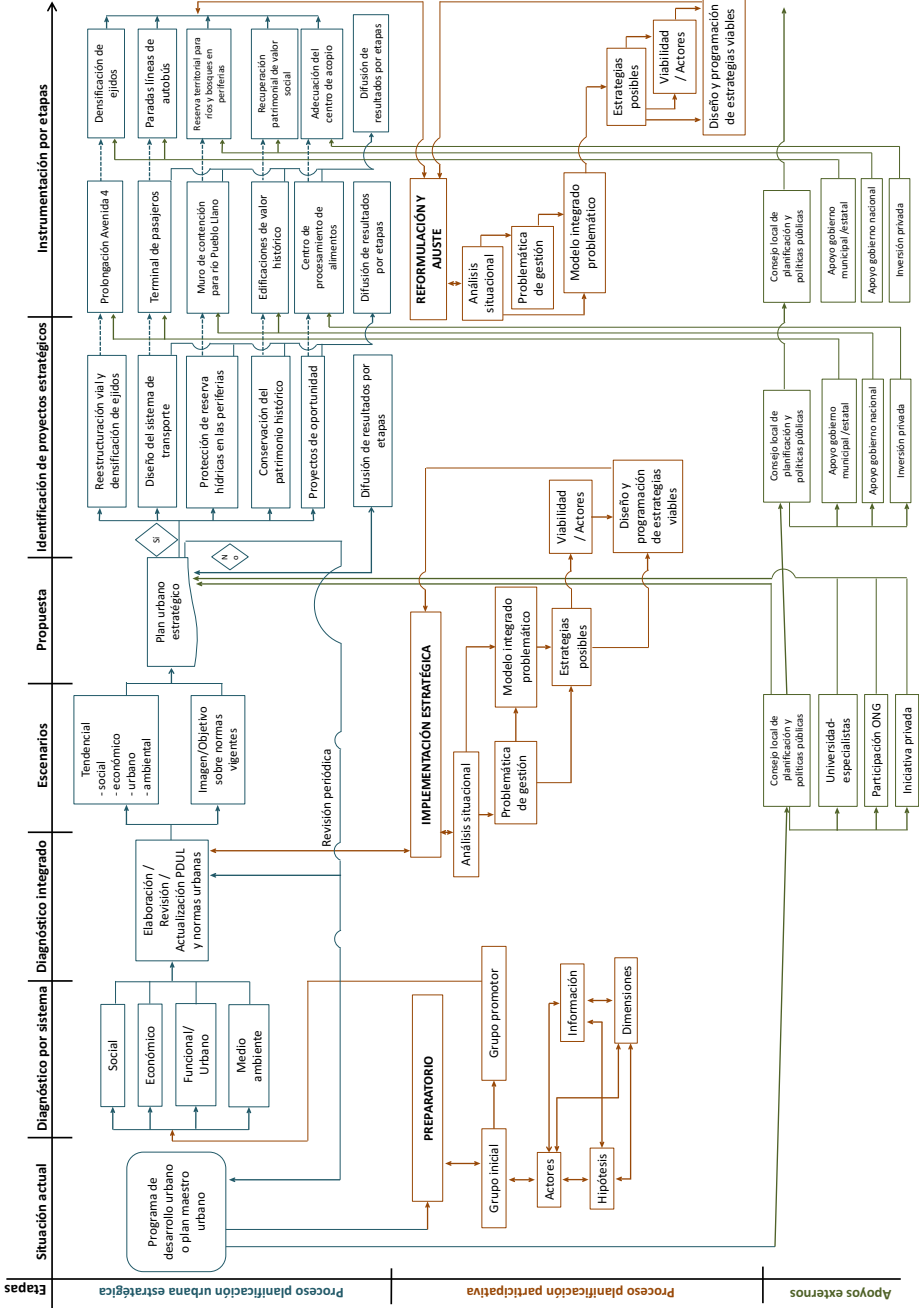 Etapas
Situación actual
Diagnóstico por sistema
Diagnóstico integrado
Escenarios
Propuesta
Identificación de proyectos estratégicos
Instrumentación por etapas
Proceso planificación urbana estratégica
Programa de
desarrollo urbano
o plan maestro
urbano
Social
Económico
Funcional/
Urbano
Medio
ambiente
Elaboración /
Revisión /
Actualización PDUL
y normas urbanas
Tendencial
- social
- económico
- urbano
- ambiental
Imagen/Objetivo
sobre normas
vigentes
Plan urbano
estratégico
Sí
N
o
Revisión periódica
Reestructuración vial y
densificación de ejidos
Diseño del sistema de
transporte
Protección de reserva
hídricas en las periferias
Conservación del
patrimonio histórico
Proyectos de oportunidad
Difusión de resultados por
etapas
Prolongación Avenida 4
Terminal de pasajeros
Muro de contención
para río Pueblo Llano
Edificaciones de valor
histórico
Centro de
procesamiento de
alimentos
Difusión de resultados
por etapas
Densificación de
ejidos
Paradas líneas de
autobús
Reserva territorial para
ríos y bosques en
periferias
Recuperación
patrimonial de valor
social
Adecuación del
centro de acopio
Difusión de
resultados por etapas
Proceso planificación participativa
PREPARATORIO
Grupo inicial
Grupo promotor
Actores
Información
Hipótesis
Dimensiones
IMPLEMENTACIÓN ESTRATÉGICA
Análisis situacional
Problemática
de gestión
Modelo integrado
problemático
Estrategias
posibles
Viabilidad
/ Actores
Diseño y
programación
de estrategias
viables
REFORMULACIÓN Y
AJUSTE
Análisis
situacional
Problemática
de gestión
Modelo integrado
problemático
Estrategias
posibles
Viabilidad
/ Actores
Diseño y programación
de estrategias viables
Apoyos externos
Consejo local de
planificación y
políticas públicas
Universidad-
especialistas
Participación ONG
Iniciativa privada
Consejo local de
planificación y
políticas públicas
Apoyo gobierno
municipal /estatal
Apoyo gobierno nacional
Inversión privada
Consejo local de
planificación y
políticas públicas
Apoyo gobierno
municipal /estatal
Apoyo gobierno nacional
Inversión privada